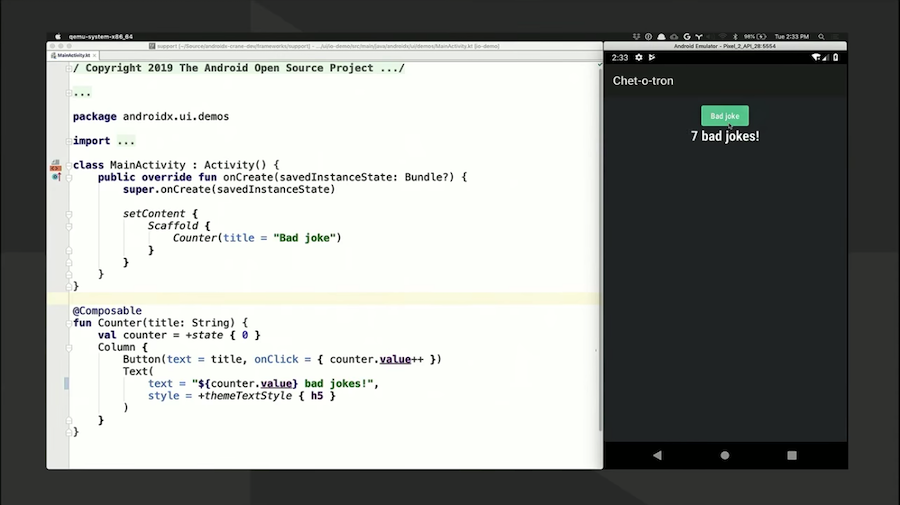 qemu-system-x86_64
96%
Tue 2:33 PM
support [~/Source/androidx-crane-dev/frameworks/support] - .../ui/ie-demo/src/main/java/androidx/ui/demos/MainActivity.kt [io-demo]
Android Emulator - Pixel_2_API_28:5554
MainActivity.kt
2:33
Chet-o-tron
Bad joke
7 bad jokes!
/ Copyright 2019 The Android Open Source Project .../
...
package androidx.ui.demos
import ...
class MainActivity : Activity() {
public override fun onCreate(savedInstanceState: Bundle?) {
super.onCreate(savedInstanceState)
setContent {
Scaffold {
Counter(title = "Bad joke")
}
}
}
}
@Composable
fun Counter(title: String) {
val counter = +state { 0 }
Column {
Button(text = title, onClick = { counter.value++ })
Text(
text = "${counter.value} bad jokes!",
style = +themeTextStyle { h5 }
)
}
}